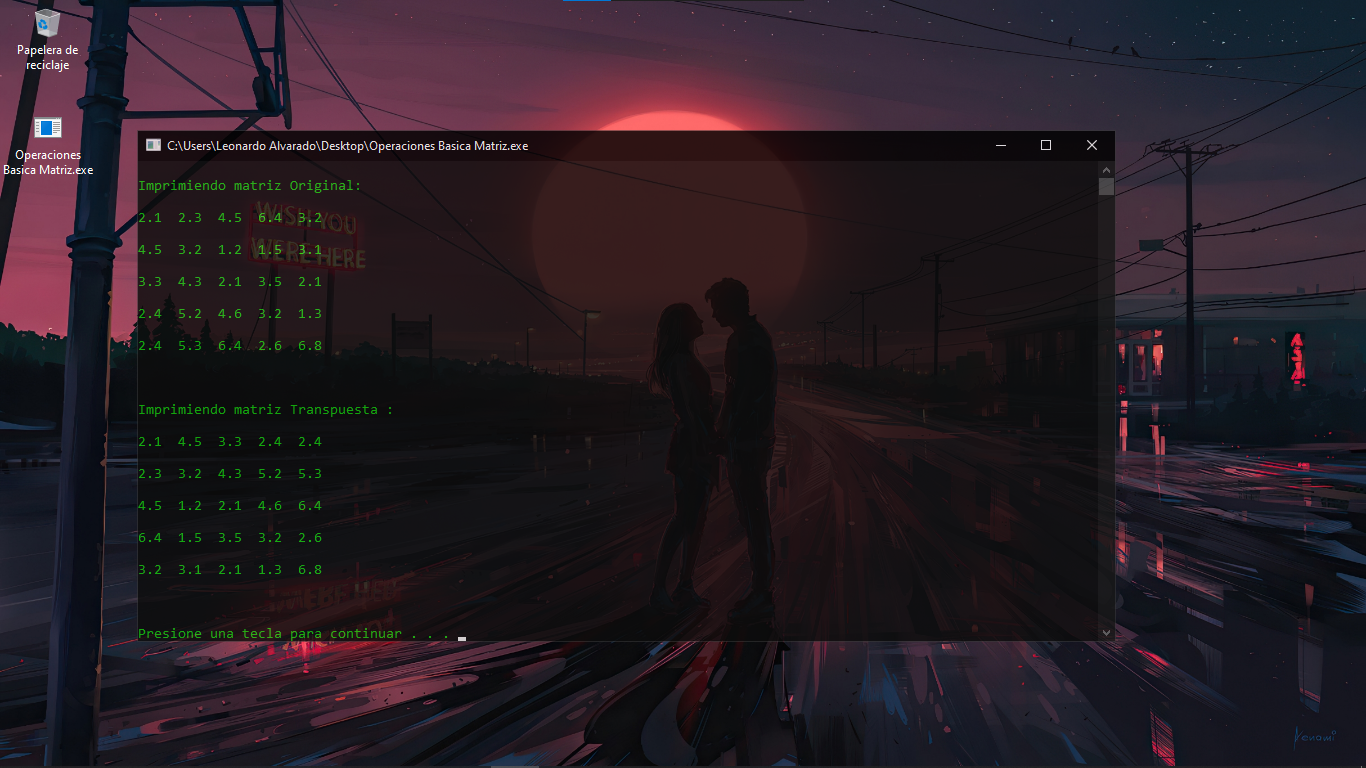 Papelera de
reciclaje
Operaciones
Basica Matriz.exe
C:\Users\Leonardo Alvarado\Desktop\Operaciones Basica Matriz.exe
Imprimiendo matriz Original:
2.1 2.3 4.5 6.4 3.2
4.5 3.2 1.2 1.5 3.1
3.3 4.3 2.1 3.5 2.1
2.4 5.2 4.6 3.2 1.3
2.4 5.3 6.4 2.6 6.8
WISH YOU
WERE HERE
Imprimiendo matriz Transpuesta :
2.1 4.5 3.3 2.4 2.4
2.3 3.2 4.3 5.2 5.3
4.5 1.2 2.1 4.6 6.4
6.4 1.5 3.5 3.2 2.6
3.2 3.1 2.1 1.3 6.8
Presione una tecla para continuar . . .